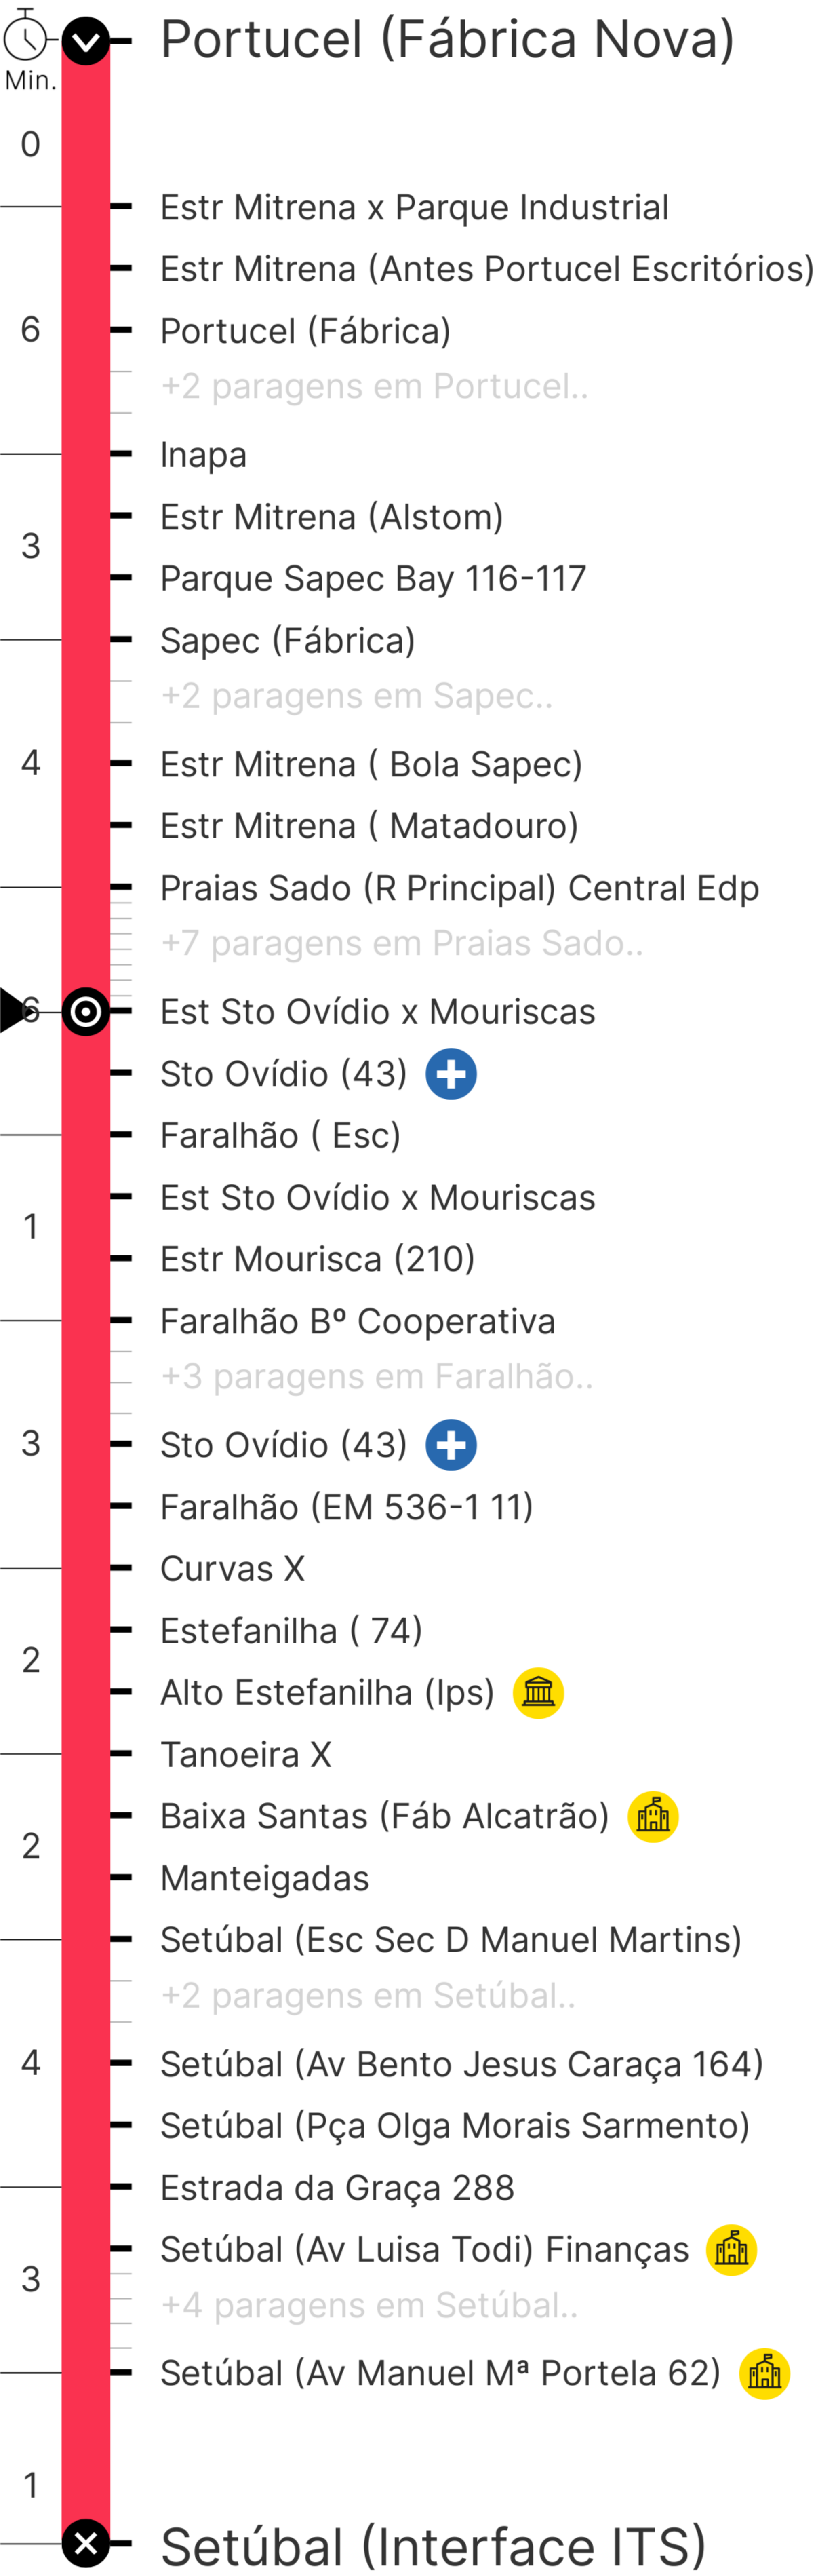 Portucel (Fábrica Nova)
Min.
0
Estr Mitrena x Parque Industrial
Estr Mitrena (Antes Portucel Escritórios)
6
Portucel (Fábrica)
+2 paragens em Portucel..
Inapa
Estr Mitrena (Alstom)
3
Parque Sapec Bay 116-117
Sapec (Fábrica)
+2 paragens em Sapec..
4
Estr Mitrena ( Bola Sapec)
Estr Mitrena ( Matadouro)
Praias Sado (R Principal) Central Edp
+7 paragens em Praias Sado..
6
Est Sto Ovídio x Mouriscas
Sto Ovídio (43)
Faralhão ( Esc)
Est Sto Ovídio x Mouriscas
1
Estr Mourisca (210)
Faralhão Bº Cooperativa
+3 paragens em Faralhão..
3
Sto Ovídio (43)
Faralhão (EM 536-1 11)
Curvas X
Estefanilha ( 74)
2
Alto Estefanilha (Ips)
Tanoeira X
Baixa Santas (Fáb Alcatrão)
2
Manteigadas
Setúbal (Esc Sec D Manuel Martins)
+2 paragens em Setúbal..
4
Setúbal (Av Bento Jesus Caraça 164)
Setúbal (Pça Olga Morais Sarmento)
Estrada da Graça 288
Setúbal (Av Luisa Todi) Finanças
3
+4 paragens em Setúbal..
Setúbal (Av Manuel Mª Portela 62)
1
Setúbal (Interface ITS)